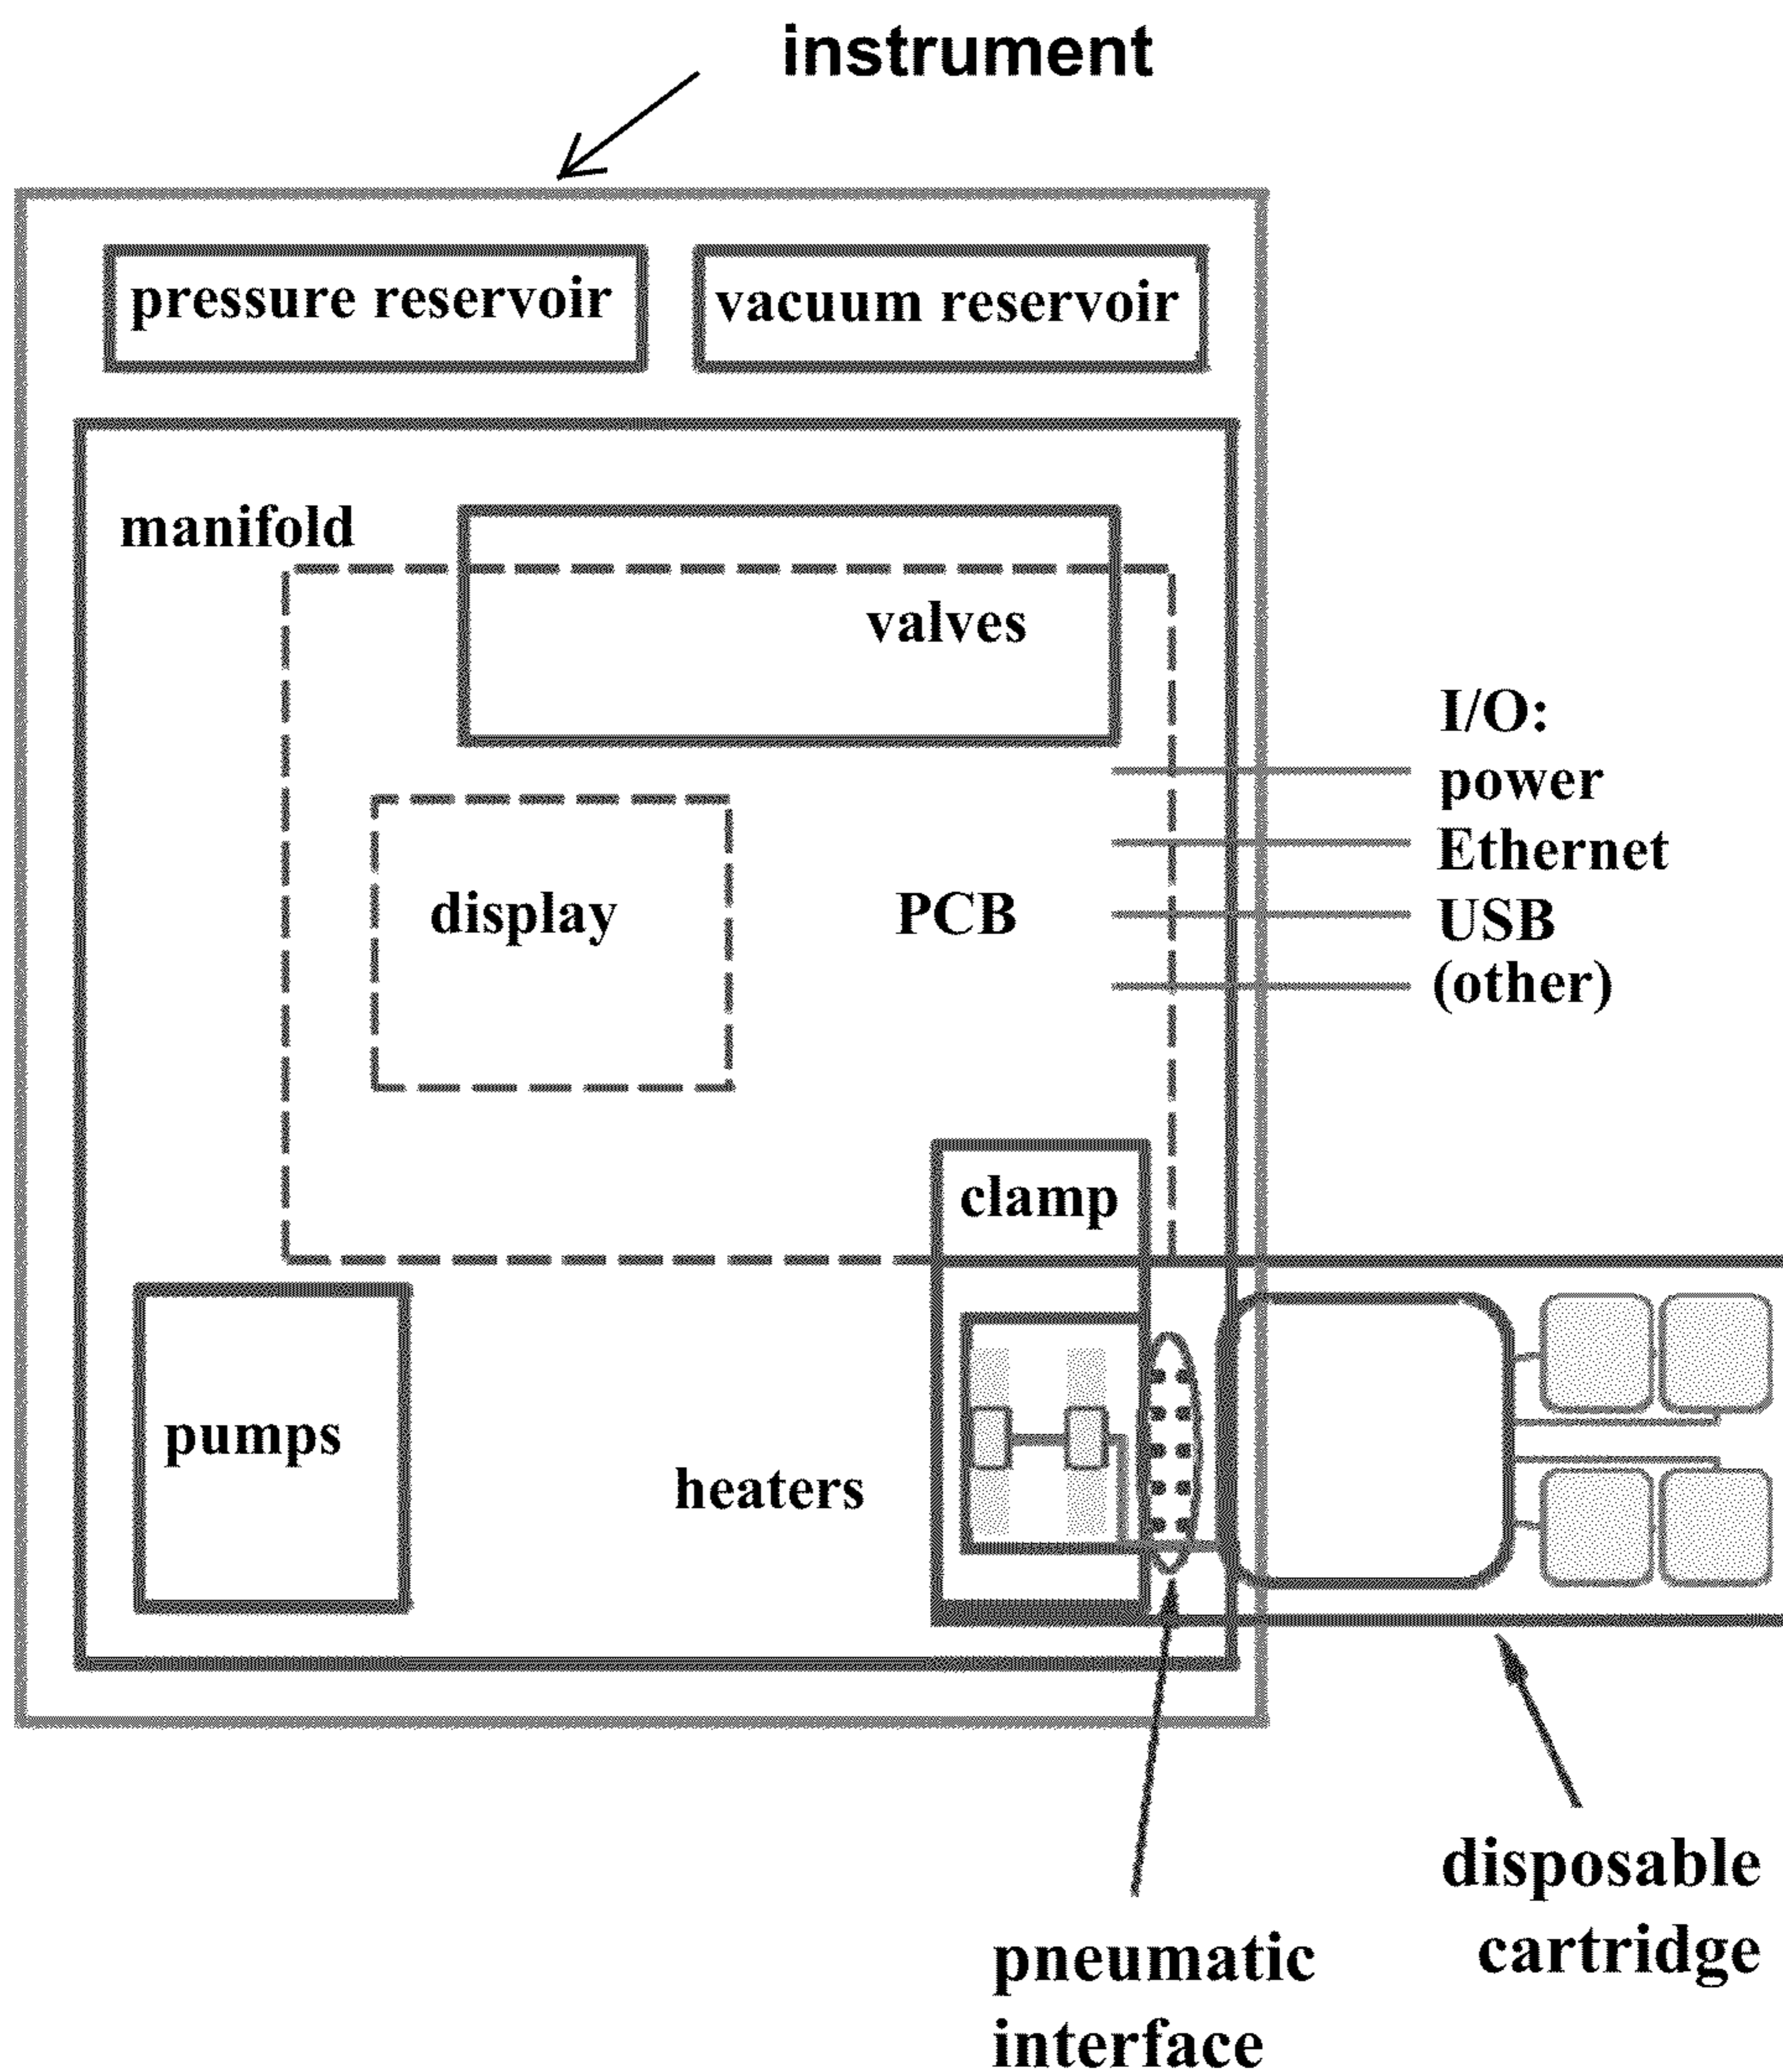 instrument
pressure reservoir
vacuum reservoir
manifold
valves
I/O:
power
Ethernet
USB
(other)
display
PCB
clamp
pumps
heaters
disposable
cartridge
pneumatic
interface